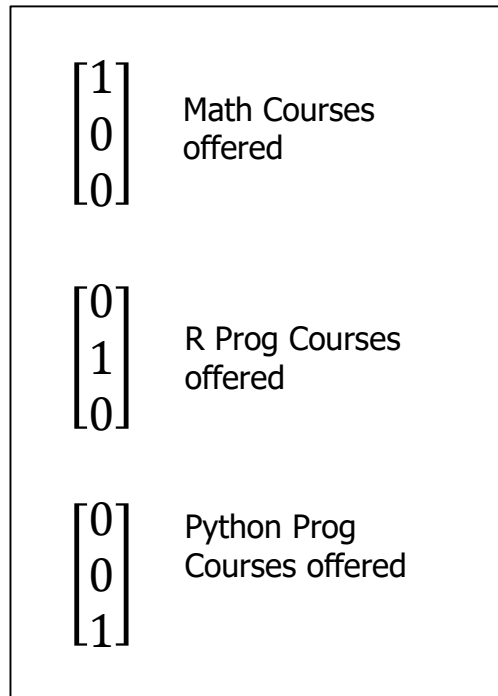 [1
0
0]
Math Courses
offered
[0
1
0]
R Prog Courses
offered
[0
0
1]
Python Prog
Courses offered